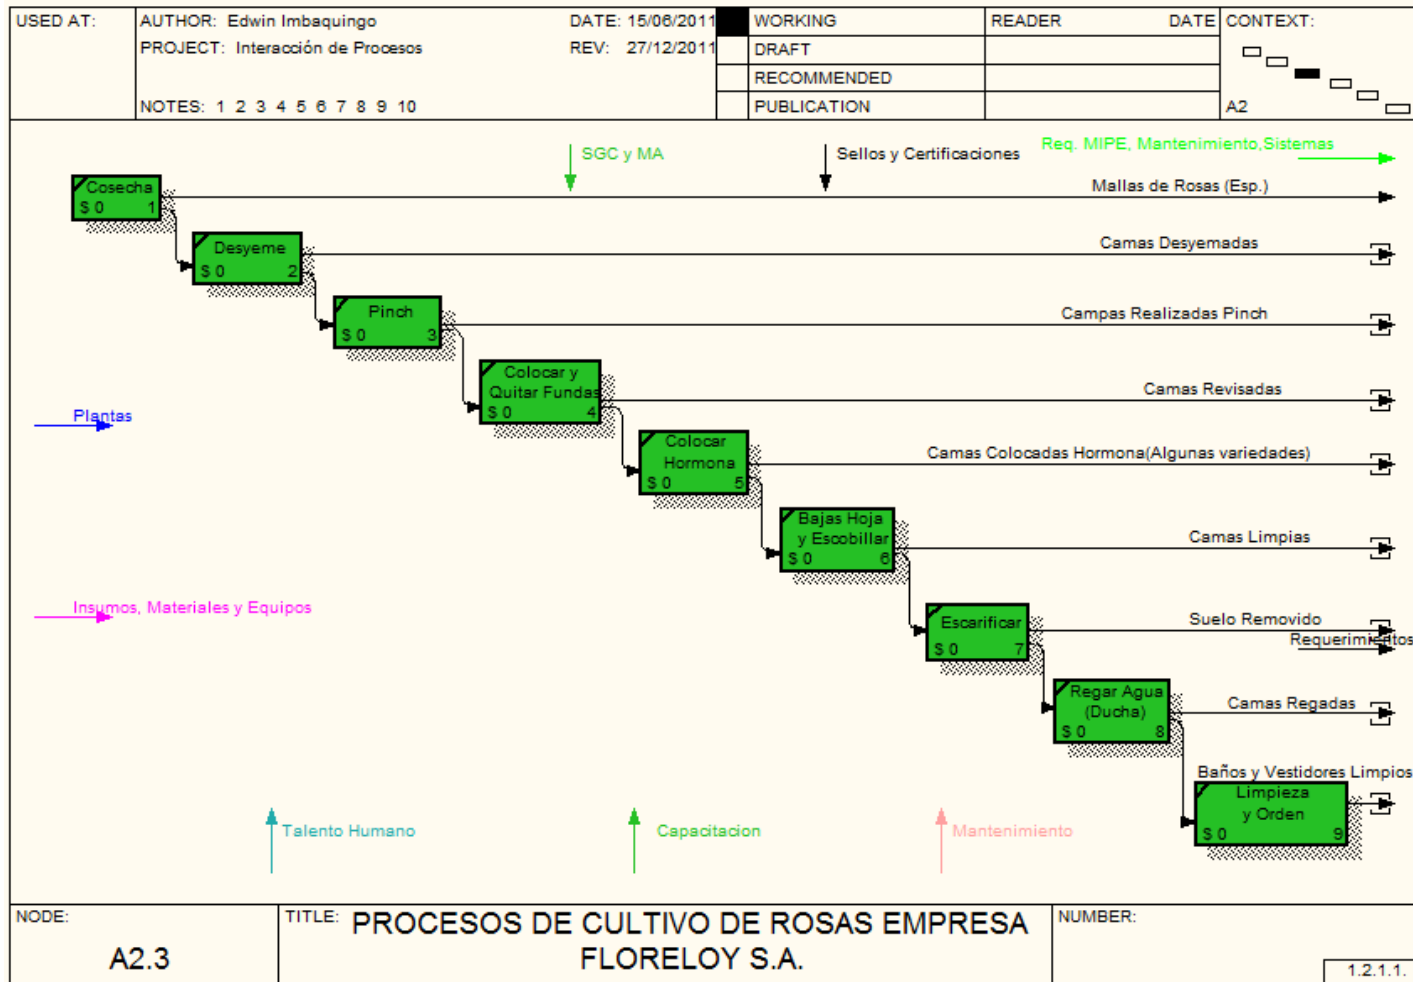 USED AT:
AUTHOR: Edwin Imbaquingo
DATE: 15/06/2011
PROJECT: Interacción de Procesos
REV: 27/12/2011
NOTES: 1 2 3 4 5 6 7 8 9 10
WORKING
DRAFT
RECOMMENDED
PUBLICATION
READER
DATE
CONTEXT:
A2
SGC y MA
Sellos y Certificaciones
Req. MIPE, Mantenimiento,Sistemas
Cosecha
$ 0 1
Mallas de Rosas (Esp.)
Desyeme
$ 0 2
Camas Desyemadas
Pinch
$ 0 3
Campas Realizadas Pinch
Colocar y
Quitar Fundas
$ 0 4
Camas Revisadas
Plantas
Colocar
Hormona
$ 0 5
Camas Colocadas Hormona(Algunas variedades)
Bajas Hoja
y Escobillar
$ 0 6
Camas Limpias
Insumos, Materiales y Equipos
Escarificar
$ 0 7
Suelo Removido
Requerimientos
Regar Agua
(Ducha)
$ 0 8
Camas Regadas
Baños y Vestidores Limpios
Limpieza
y Orden
$ 0 9
Talento Humano
Capacitacion
Mantenimiento
NODE:
A2.3
TITLE:
PROCESOS DE CULTIVO DE ROSAS EMPRESA
FLORELOY S.A.
NUMBER:
1.2.1.1.